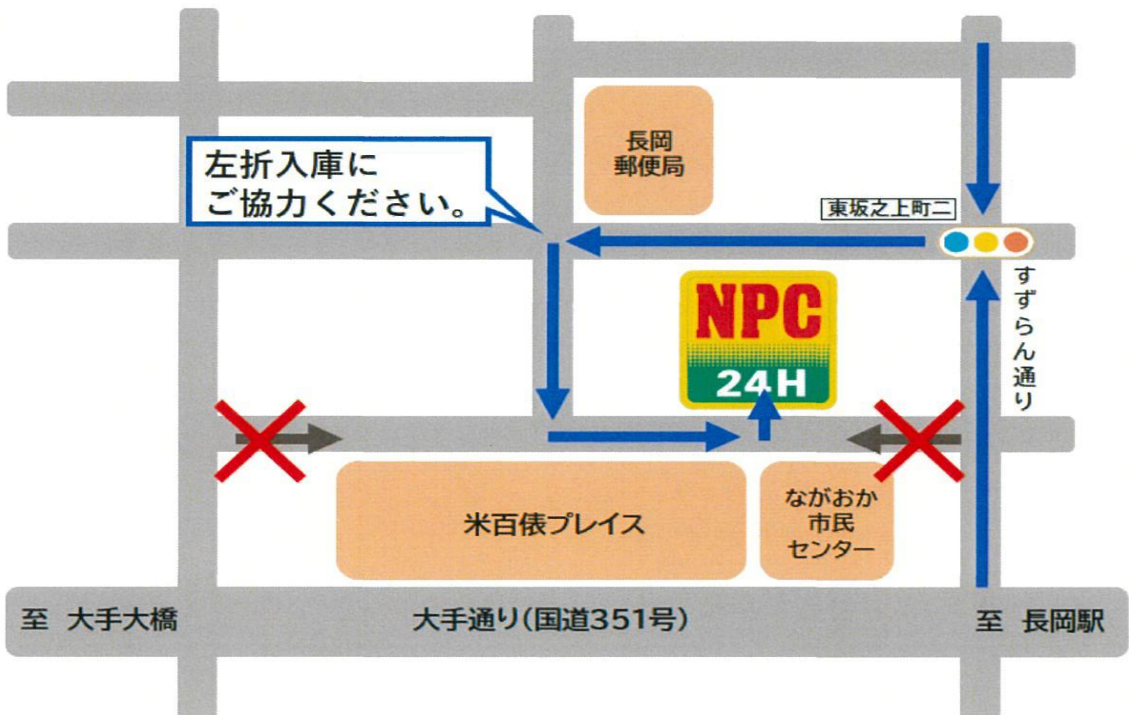 長岡
郵便局
左折入庫に
ご協力ください。
東坂之上町二
すずらん通り
NPC
24H
米百俵プレイス
ながおか
市民
センター
至 大手大橋
大手通り(国道351号)
至 長岡駅